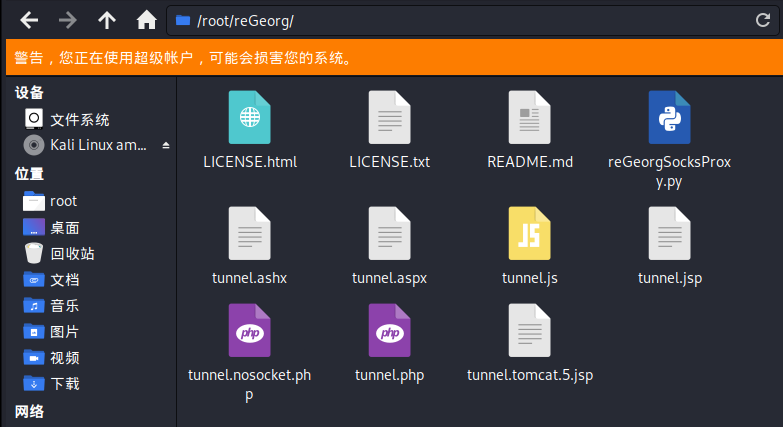 /root/reGeorg/
警告，您正在使用超级帐户，可能会损害您的系统。
设备
文件系统
Kali Linux am...
位置
root
桌面
回收站
文档
音乐
图片
视频
下载
网络
LICENSE.html
LICENSE.txt
README.md
reGeorgSocksProx
y.py
tunnel.ashx
tunnel.aspx
JS
tunnel.js
tunnel.jsp
php
tunnel.nosocket.ph
p
php
tunnel.php
tunnel.tomcat.5.jsp